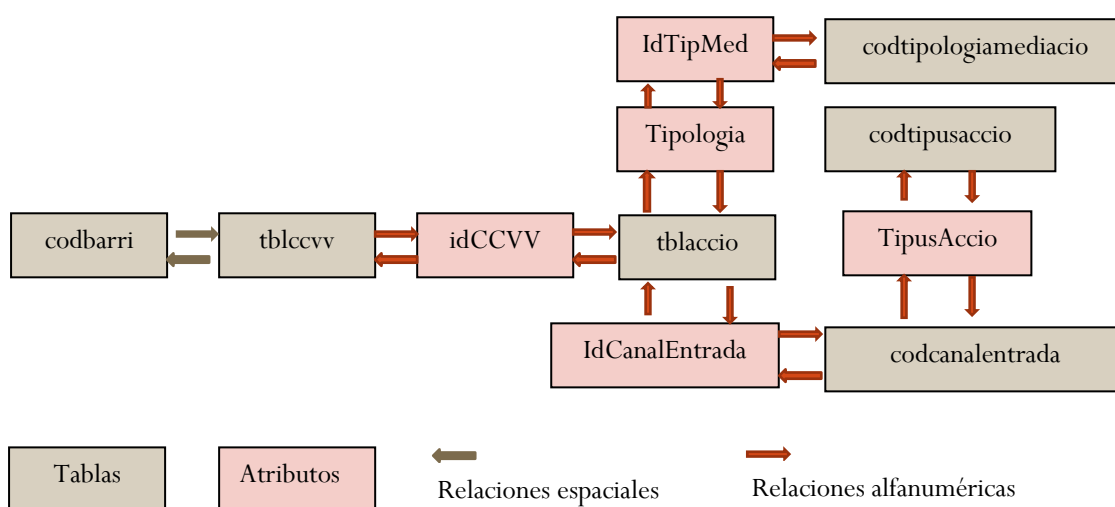 IdTipMed
codtipologiamediacio
Tipologia
codtipusaccio
codbarri
tblccvv
idCCVV
tblaccio
TipusAccio
IdCanalEntrada
codcanalentrada
Tablas
Atributos
Relaciones espaciales
Relaciones alfanuméricas